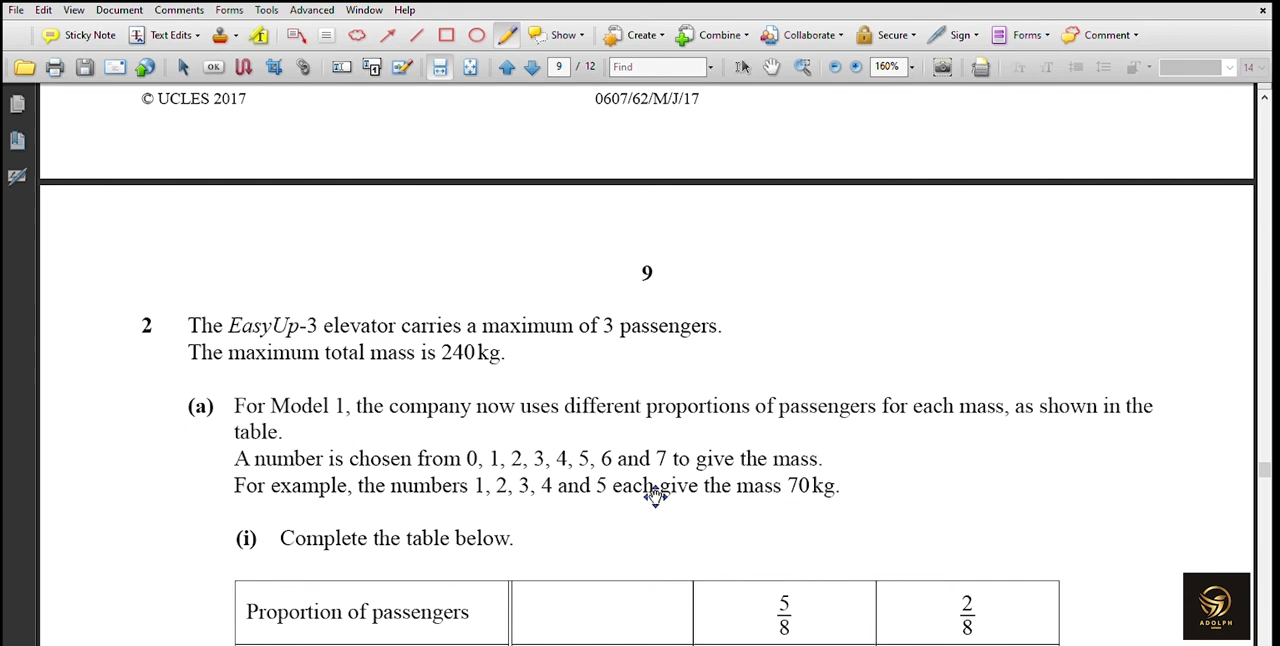 File Edit View Document Comments Forms Tools Advanced Window Help
Sticky Note Text Edits Show Create Combine Collaborate Secure Sign Forms Comment
OK 9 / 12 Find 160% 14
© UCLES 2017 0607/62/M/J/17
9
2 The EasyUp-3 elevator carries a maximum of 3 passengers.
The maximum total mass is 240 kg.
(a) For Model 1, the company now uses different proportions of passengers for each mass, as shown in the
table.
A number is chosen from 0, 1, 2, 3, 4, 5, 6 and 7 to give the mass.
For example, the numbers 1, 2, 3, 4 and 5 each give the mass 70 kg.
(i) Complete the table below.
Proportion of passengers 5/8 2/8
ADOLPH